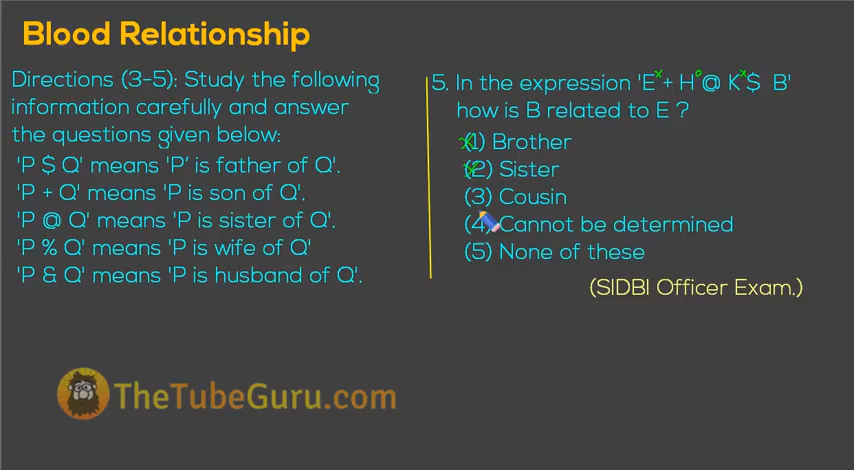 Blood Relationship
Directions (3-5): Study the following
information carefully and answer
the questions given below:
'P $ Q' means 'P' is father of Q'.
'P + Q' means 'P is son of Q'.
'P @ Q' means 'P is sister of Q'.
'P % Q' means 'P is wife of Q'
'P & Q' means 'P is husband of Q'.
5. In the expression 'E x + H o @ K x $ B'
how is B related to E ?
(1) Brother
(2) Sister
(3) Cousin
(4) Cannot be determined
(5) None of these
(SIDBI Officer Exam.)
TheTubeGuru.com